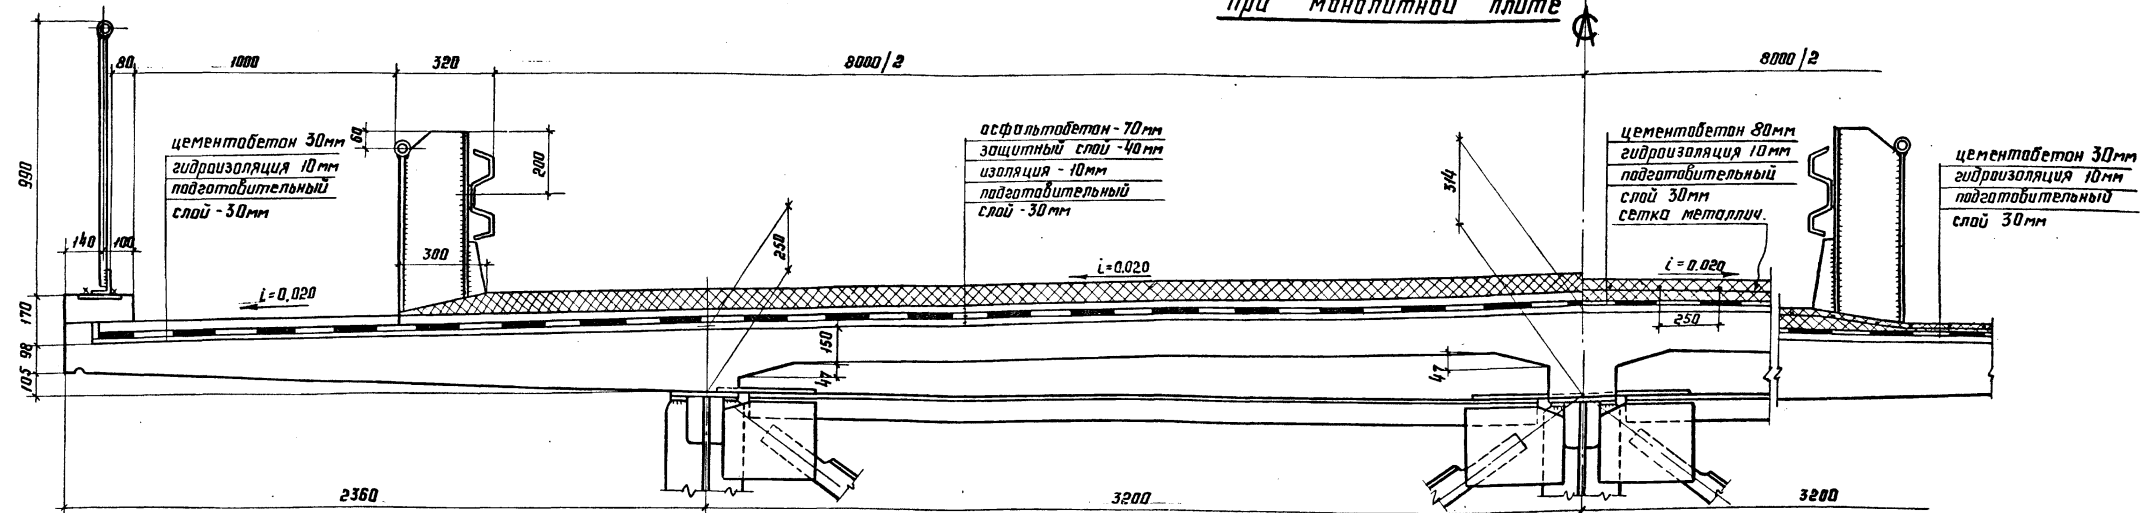 при монолитной плите
80
1000
320
8000/2
8000/2
990
60
200
цементобетон 30мм
гидроизоляция 10мм
подготовительный
слой - 30мм
асфальтобетон - 70мм
защитный слой - 40мм
изоляция - 10мм
подготовительный
слой - 30мм
314
цементобетон 80мм
гидроизоляция 10мм
подготовительный
слой 30мм
сетка металлич.
цементобетон 30мм
гидроизоляция 10мм
подготовительный
слой 30мм
140
100
300
250
i=0.020
i=0.020
i=0.020
170
250
98
150
105
47
47
2360
3200
3200